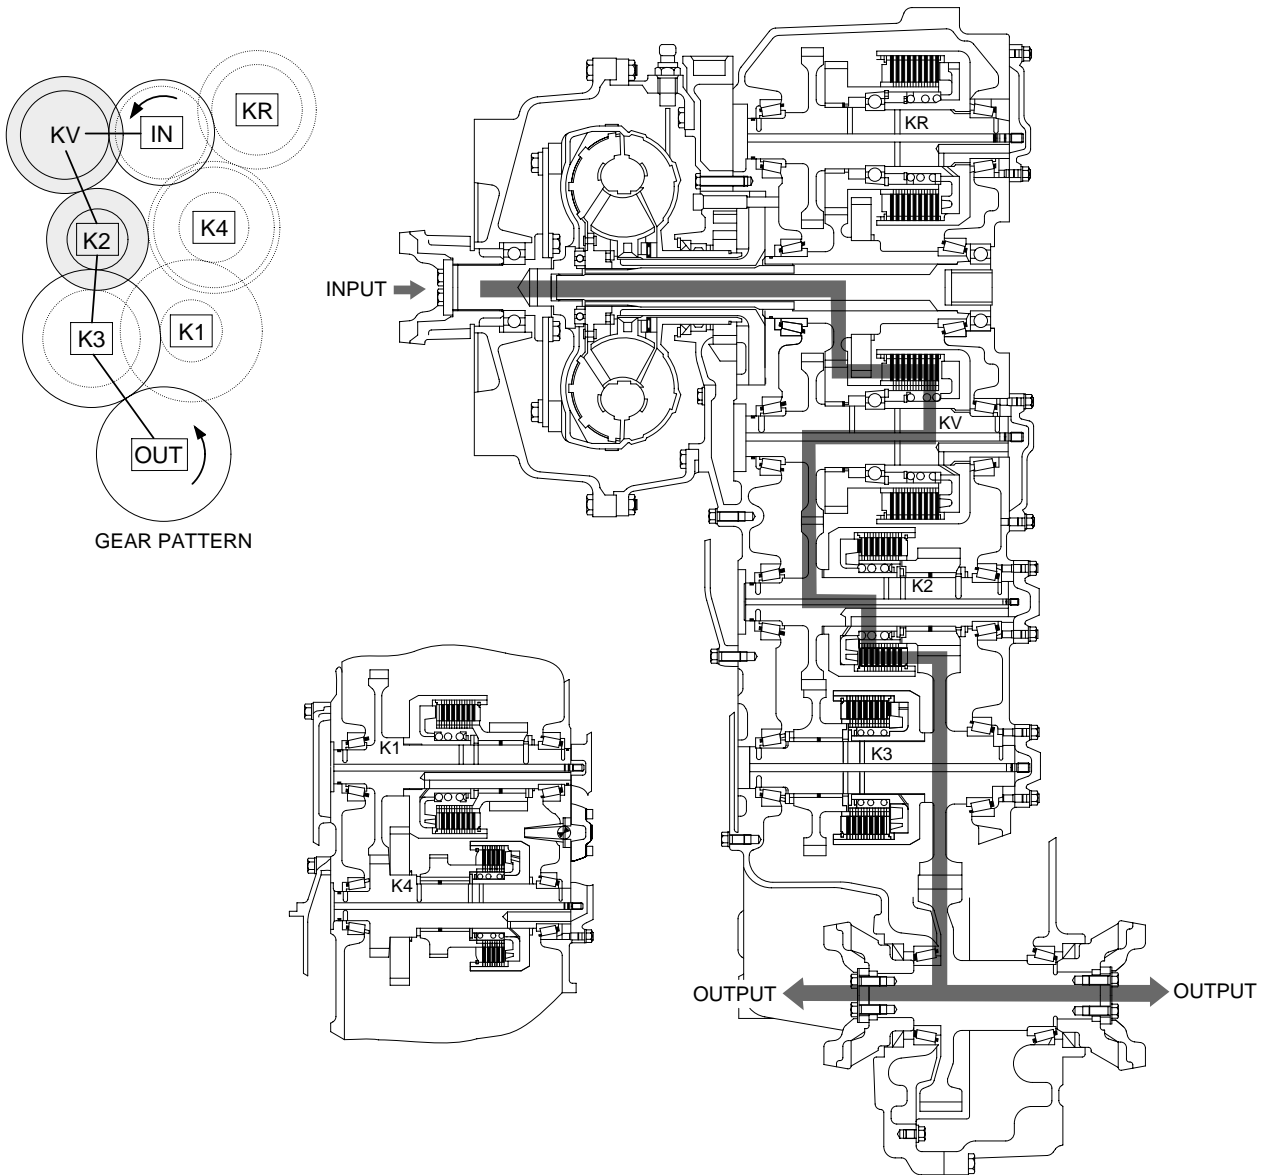 KV
IN
KR
K2
K4
K3
K1
OUT
GEAR PATTERN
INPUT
KR
KV
K2
K3
K1
K4
OUTPUT
OUTPUT